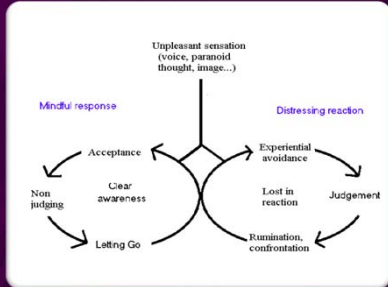 Unpleasant sensation
(voice, paranoid
thought, image...)
Mindful response
Distressing reaction
Acceptance
Experiential
avoidance
Non
judging
Clear
awareness
Lost in
reaction
Judgement
Letting Go
Rumination,
confrontation